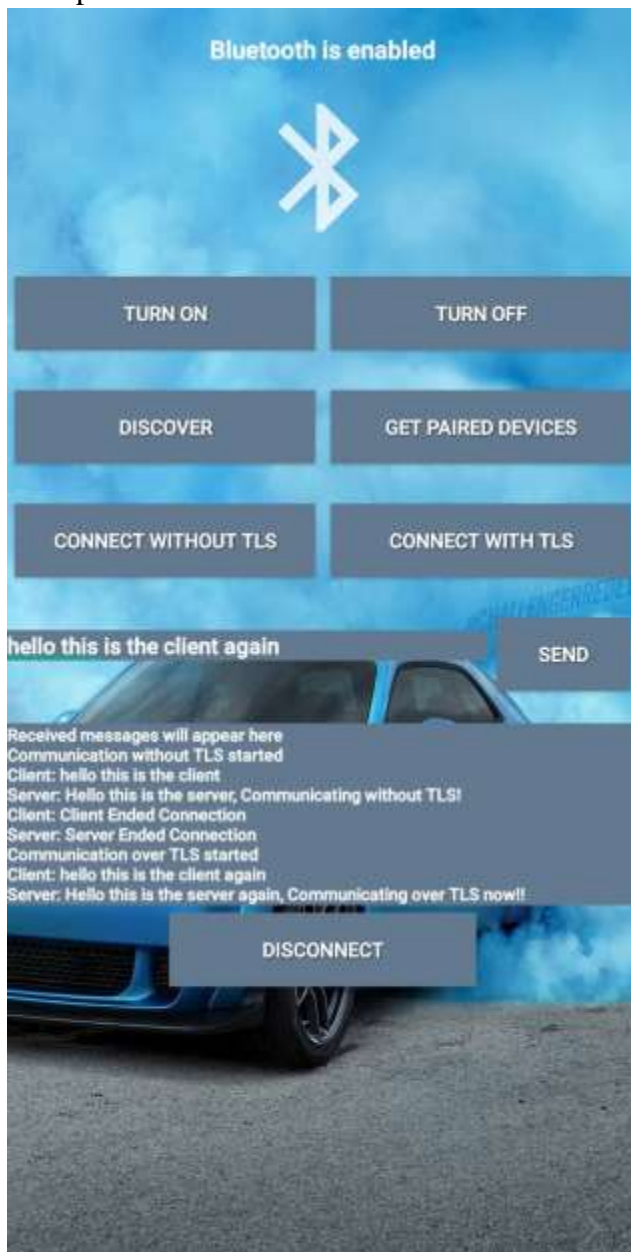 Bluetooth is enabled
TURN ON
TURN OFF
DISCOVER
GET PAIRED DEVICES
CONNECT WITHOUT TLS
CONNECT WITH TLS
hello this is the client again
SEND
Received messages will appear here
Communication without TLS started
Client: hello this is the client
Server: Hello this is the server, Communicating without TLS!
Client: Client Ended Connection
Server: Server Ended Connection
Communication over TLS started
Client: hello this is the client again
Server: Hello this is the server again, Communicating over TLS now!!
DISCONNECT